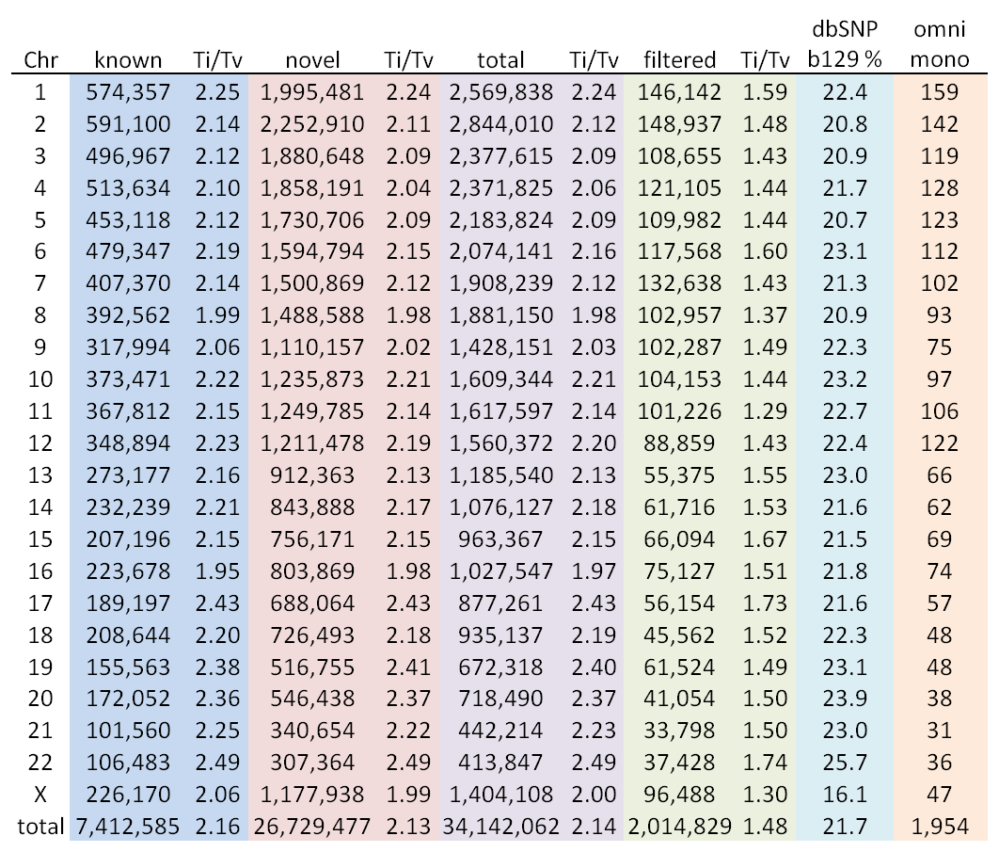 dbSNP omni
Chr known Ti/Tv novel Ti/Tv total Ti/Tv filtered Ti/Tv b129 % mono
1 574,357 2.25 1,995,481 2.24 2,569,838 2.24 146,142 1.59 22.4 159
2 591,100 2.14 2,252,910 2.11 2,844,010 2.12 148,937 1.48 20.8 142
3 496,967 2.12 1,880,648 2.09 2,377,615 2.09 108,655 1.43 20.9 119
4 513,634 2.10 1,858,191 2.04 2,371,825 2.06 121,105 1.44 21.7 128
5 453,118 2.12 1,730,706 2.09 2,183,824 2.09 109,982 1.44 20.7 123
6 479,347 2.19 1,594,794 2.15 2,074,141 2.16 117,568 1.60 23.1 112
7 407,370 2.14 1,500,869 2.12 1,908,239 2.12 132,638 1.43 21.3 102
8 392,562 1.99 1,488,588 1.98 1,881,150 1.98 102,957 1.37 20.9 93
9 317,994 2.06 1,110,157 2.02 1,428,151 2.03 102,287 1.49 22.3 75
10 373,471 2.22 1,235,873 2.21 1,609,344 2.21 104,153 1.44 23.2 97
11 367,812 2.15 1,249,785 2.14 1,617,597 2.14 101,226 1.29 22.7 106
12 348,894 2.23 1,211,478 2.19 1,560,372 2.20 88,859 1.43 22.4 122
13 273,177 2.16 912,363 2.13 1,185,540 2.13 55,375 1.55 23.0 66
14 232,239 2.21 843,888 2.17 1,076,127 2.18 61,716 1.53 21.6 62
15 207,196 2.15 756,171 2.15 963,367 2.15 66,094 1.67 21.5 69
16 223,678 1.95 803,869 1.98 1,027,547 1.97 75,127 1.51 21.8 74
17 189,197 2.43 688,064 2.43 877,261 2.43 56,154 1.73 21.6 57
18 208,644 2.20 726,493 2.18 935,137 2.19 45,562 1.52 22.3 48
19 155,563 2.38 516,755 2.41 672,318 2.40 61,524 1.49 23.1 48
20 172,052 2.36 546,438 2.37 718,490 2.37 41,054 1.50 23.9 38
21 101,560 2.25 340,654 2.22 442,214 2.23 33,798 1.50 23.0 31
22 106,483 2.49 307,364 2.49 413,847 2.49 37,428 1.74 25.7 36
X 226,170 2.06 1,177,938 1.99 1,404,108 2.00 96,488 1.30 16.1 47
total 7,412,585 2.16 26,729,477 2.13 34,142,062 2.14 2,014,829 1.48 21.7 1,954